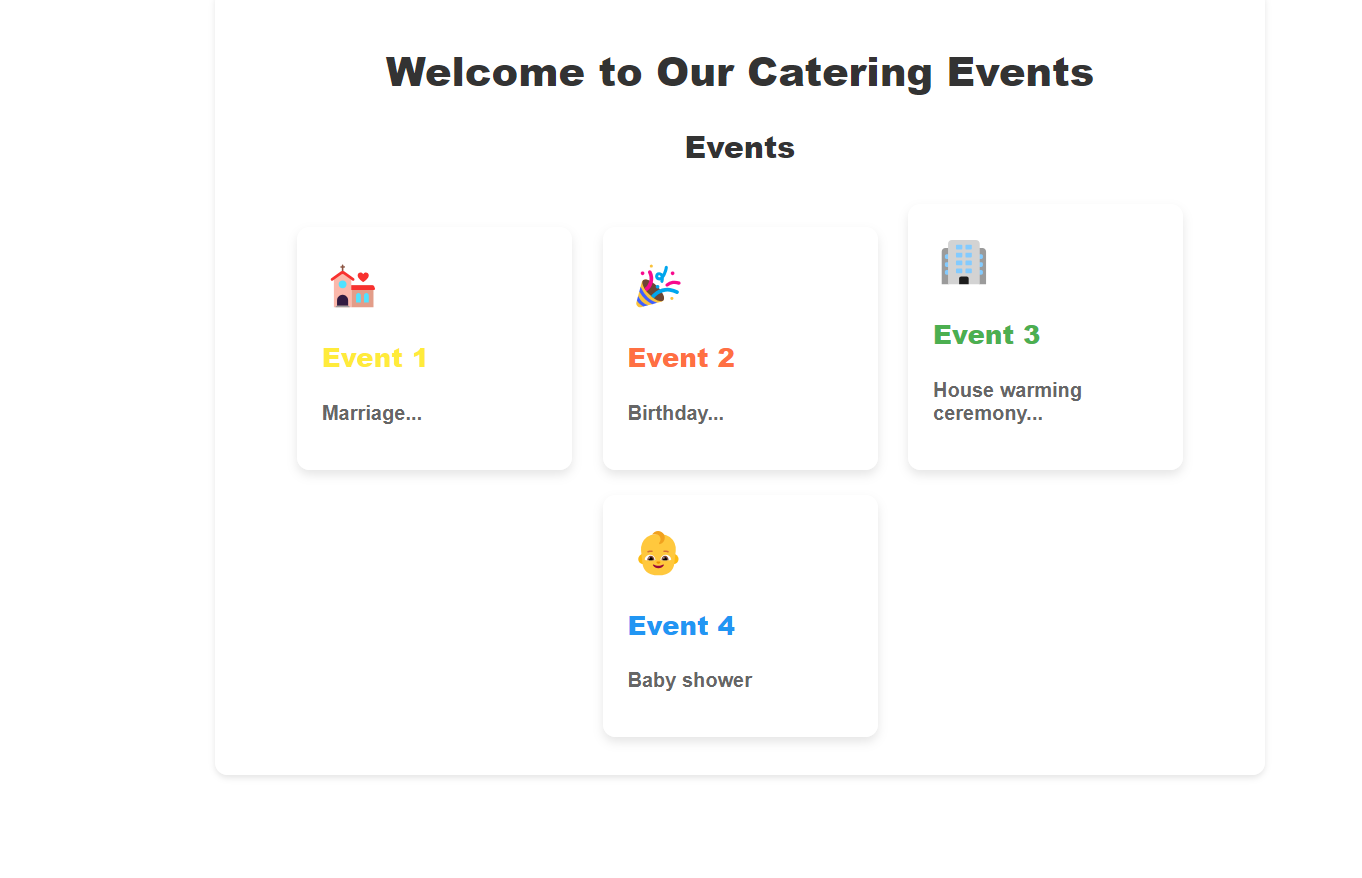 Welcome to Our Catering Events
Events
Event 1
Marriage...
Event 2
Birthday...
Event 3
House warming
ceremony...
Event 4
Baby shower